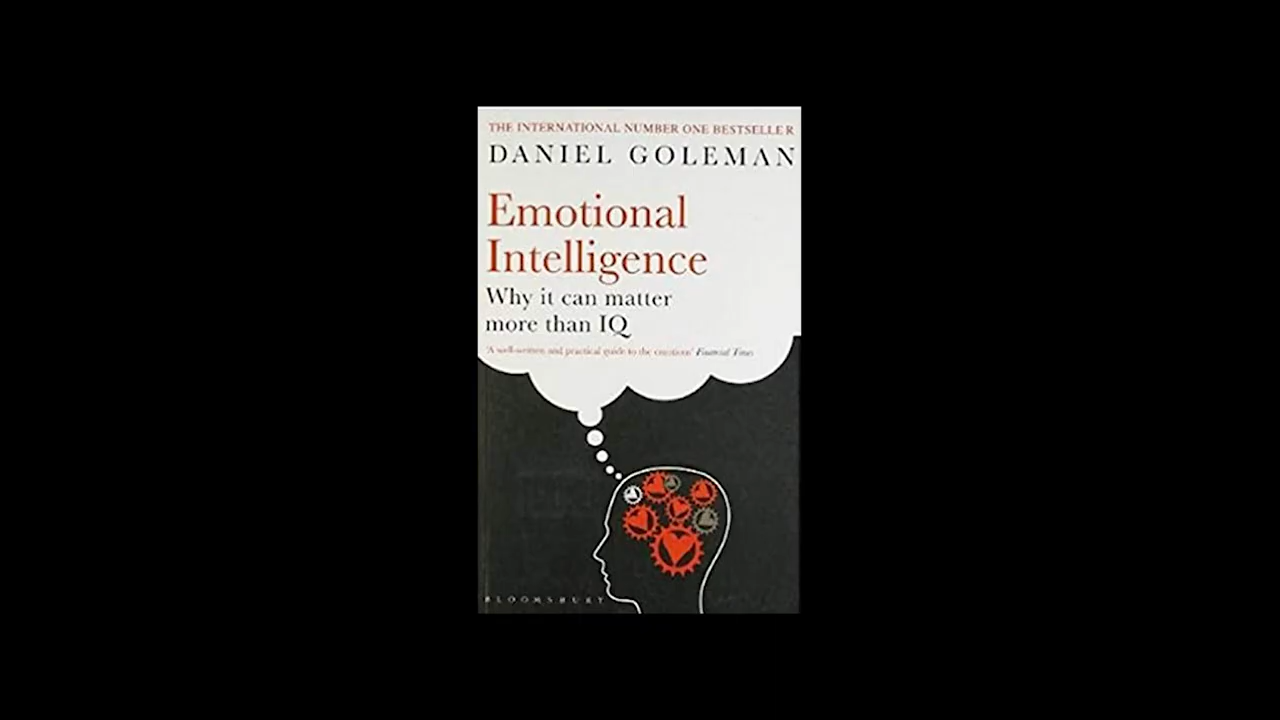 THE INTERNATIONAL NUMBER ONE BESTSELLER
DANIEL GOLEMAN
Emotional
Intelligence
Why it can matter
more than IQ
'A well-written and practical guide to the emotions' Financial Times
BLOOMSBURY